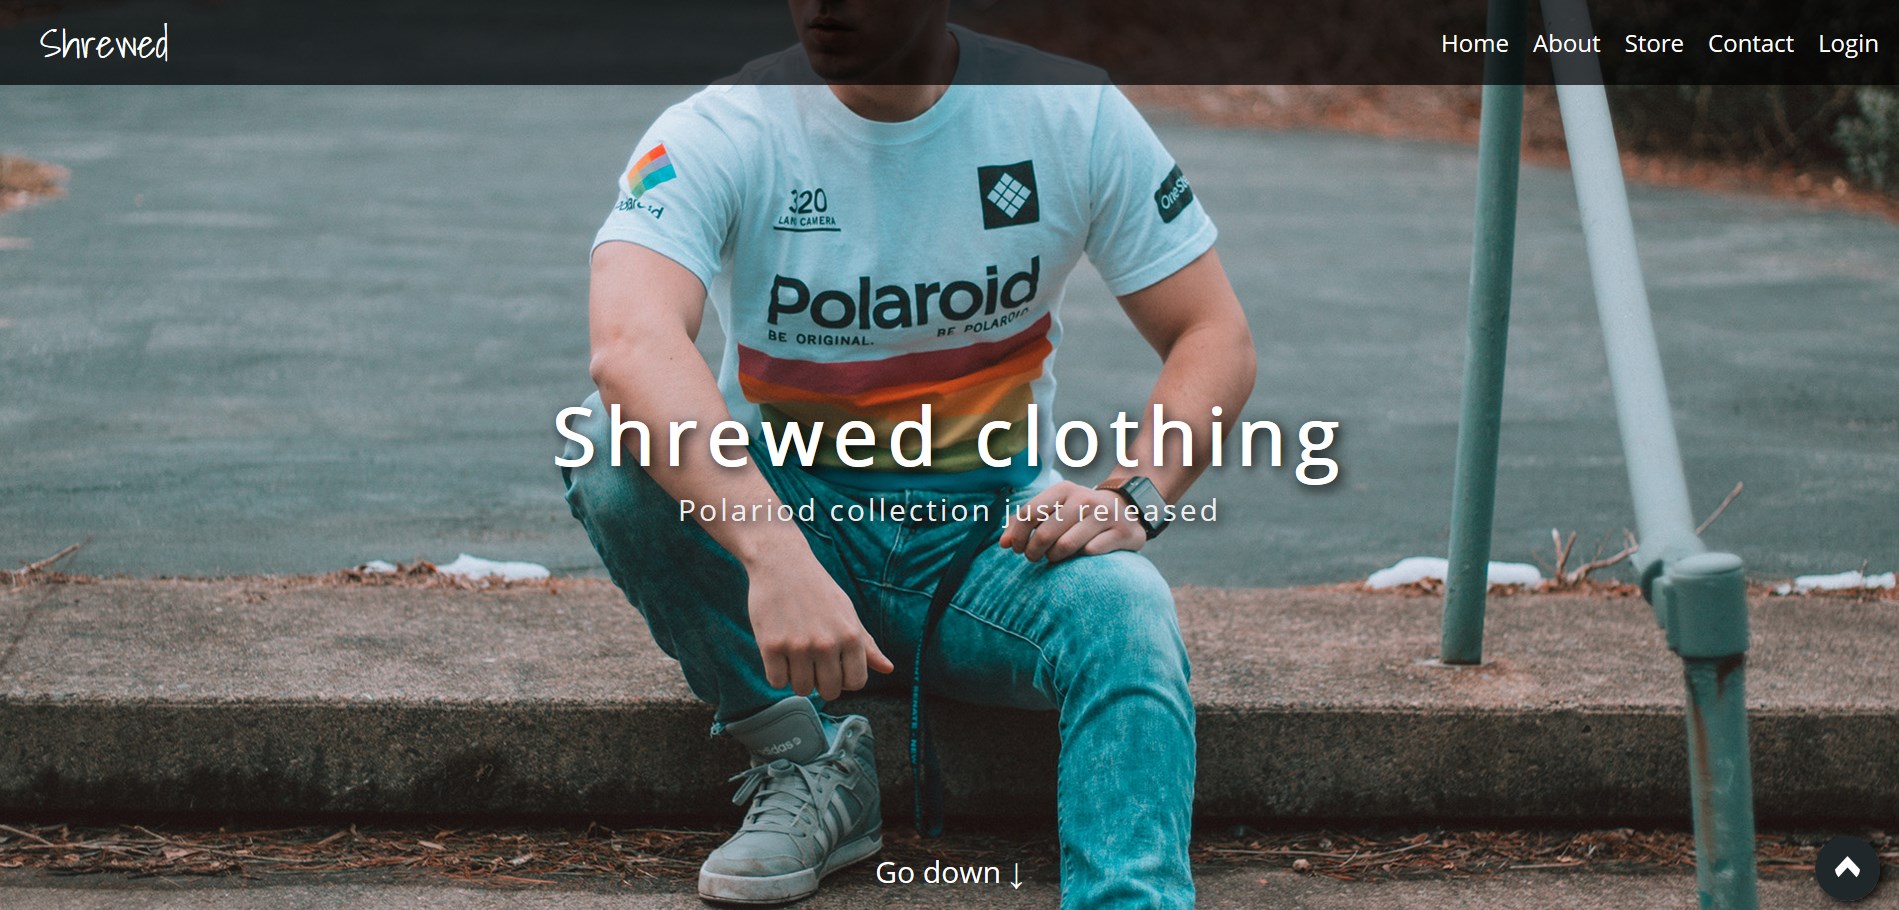 Shrewed
Home About Store Contact Login
320
LAND CAMERA
Polaroid
BE ORIGINAL. BE POLAROID.
Shrewed clothing
Polariod collection just released
adidas
Go down ↓